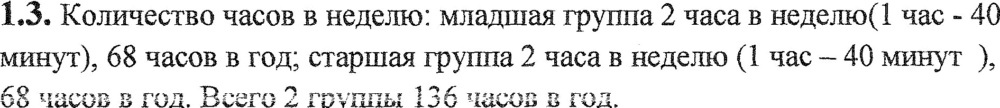 1.3. Количество часов в неделю: младшая группа 2 часа в неделю(1 час - 40
минут), 68 часов в год; старшая группа 2 часа в неделю (1 час – 40 минут  ),
68 часов в год. Всего 2 группы 136 часов в год.